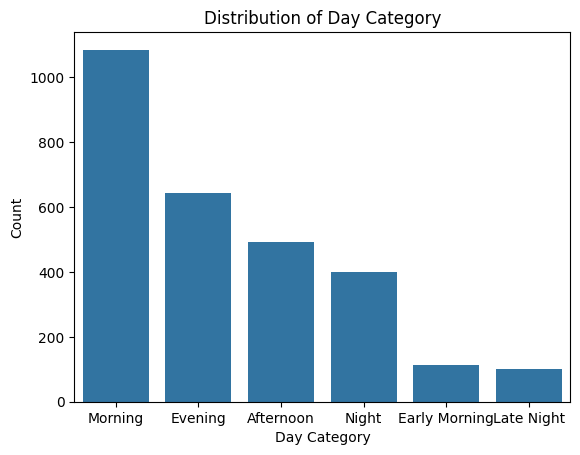 Distribution of Day Category
Count
1000
800
600
400
200
0
Morning Evening Afternoon Night Early Morning Late Night
Day Category